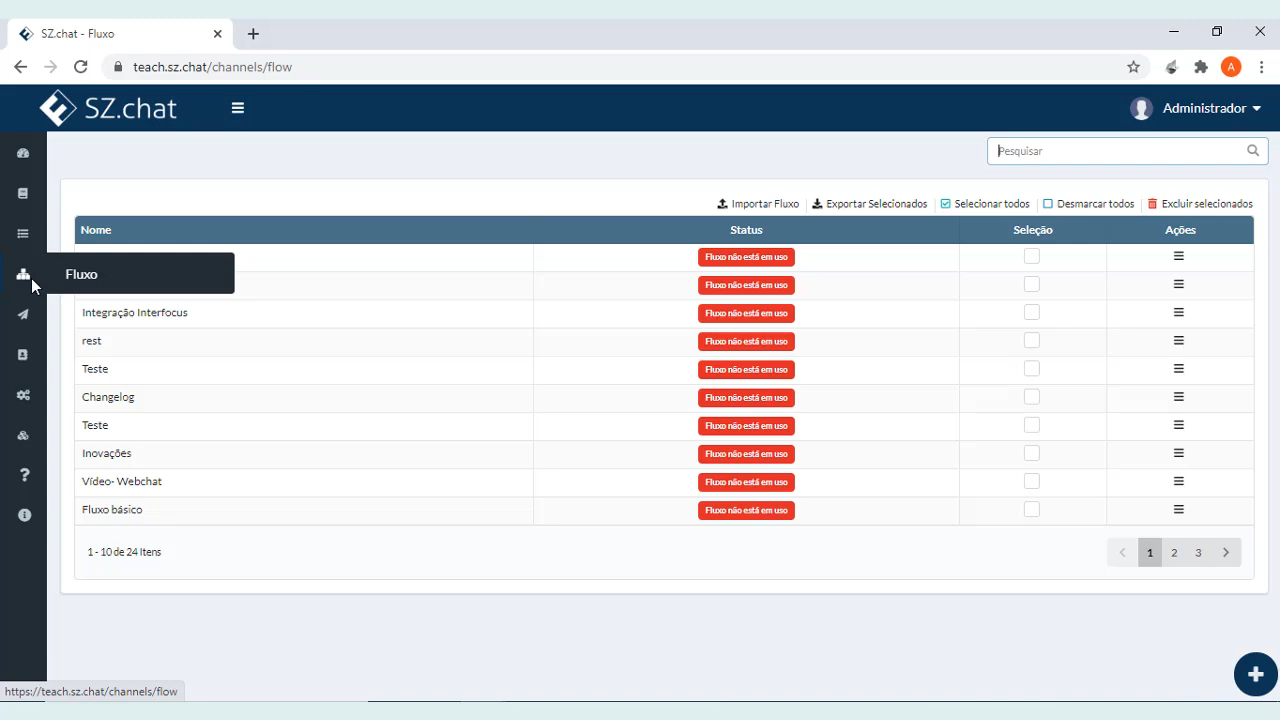 SZ.chat - Fluxo
teach.sz.chat/channels/flow
A
SZ.chat
Administrador
Pesquisar
Importar Fluxo
Exportar Selecionados
Selecionar todos
Desmarcar todos
Excluir selecionados
Nome Status Seleção Ações
Fluxo não está em uso
Fluxo
Fluxo não está em uso
Integração Interfocus Fluxo não está em uso
rest Fluxo não está em uso
Teste Fluxo não está em uso
Changelog Fluxo não está em uso
Teste Fluxo não está em uso
Inovações Fluxo não está em uso
Vídeo- Webchat Fluxo não está em uso
Fluxo básico Fluxo não está em uso
1 - 10 de 24 Itens 1 2 3
https://teach.sz.chat/channels/flow